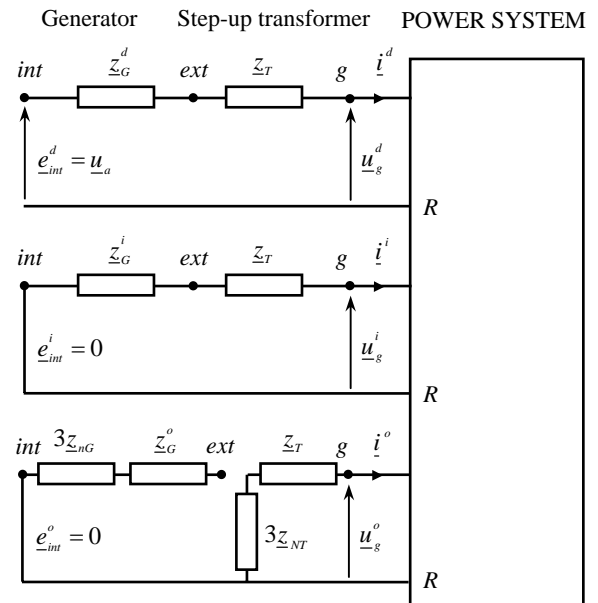 Generator Step-up transformer POWER SYSTEM
int z_G^d ext z_T g i^d
e_int^d = u_a u_g^d
R
int z_G^i ext z_T g i^i
e_int^i = 0 u_g^i
R
int 3z_nG z_G^o ext z_T g i^o
e_int^o = 0 3z_NT u_g^o
R